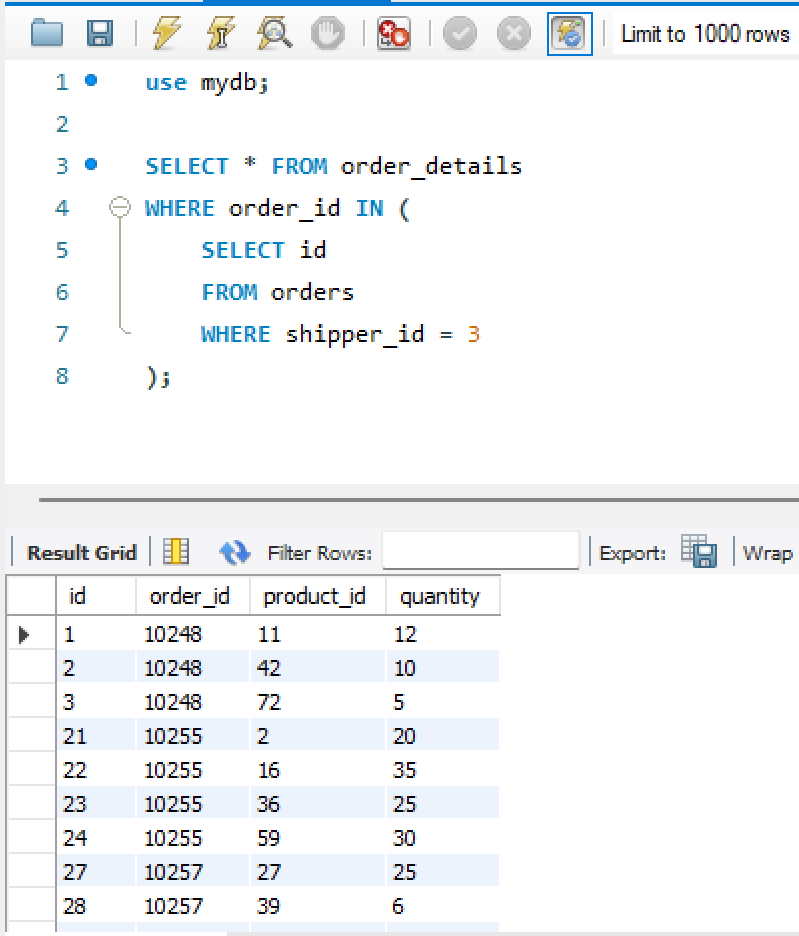 Limit to 1000 rows
1 use mydb;
2
3 SELECT * FROM order_details
4 WHERE order_id IN (
5 SELECT id
6 FROM orders
7 WHERE shipper_id = 3
8 );
Result Grid Filter Rows: Export: Wrap
id order_id product_id quantity
1 10248 11 12
2 10248 42 10
3 10248 72 5
21 10255 2 20
22 10255 16 35
23 10255 36 25
24 10255 59 30
27 10257 27 25
28 10257 39 6